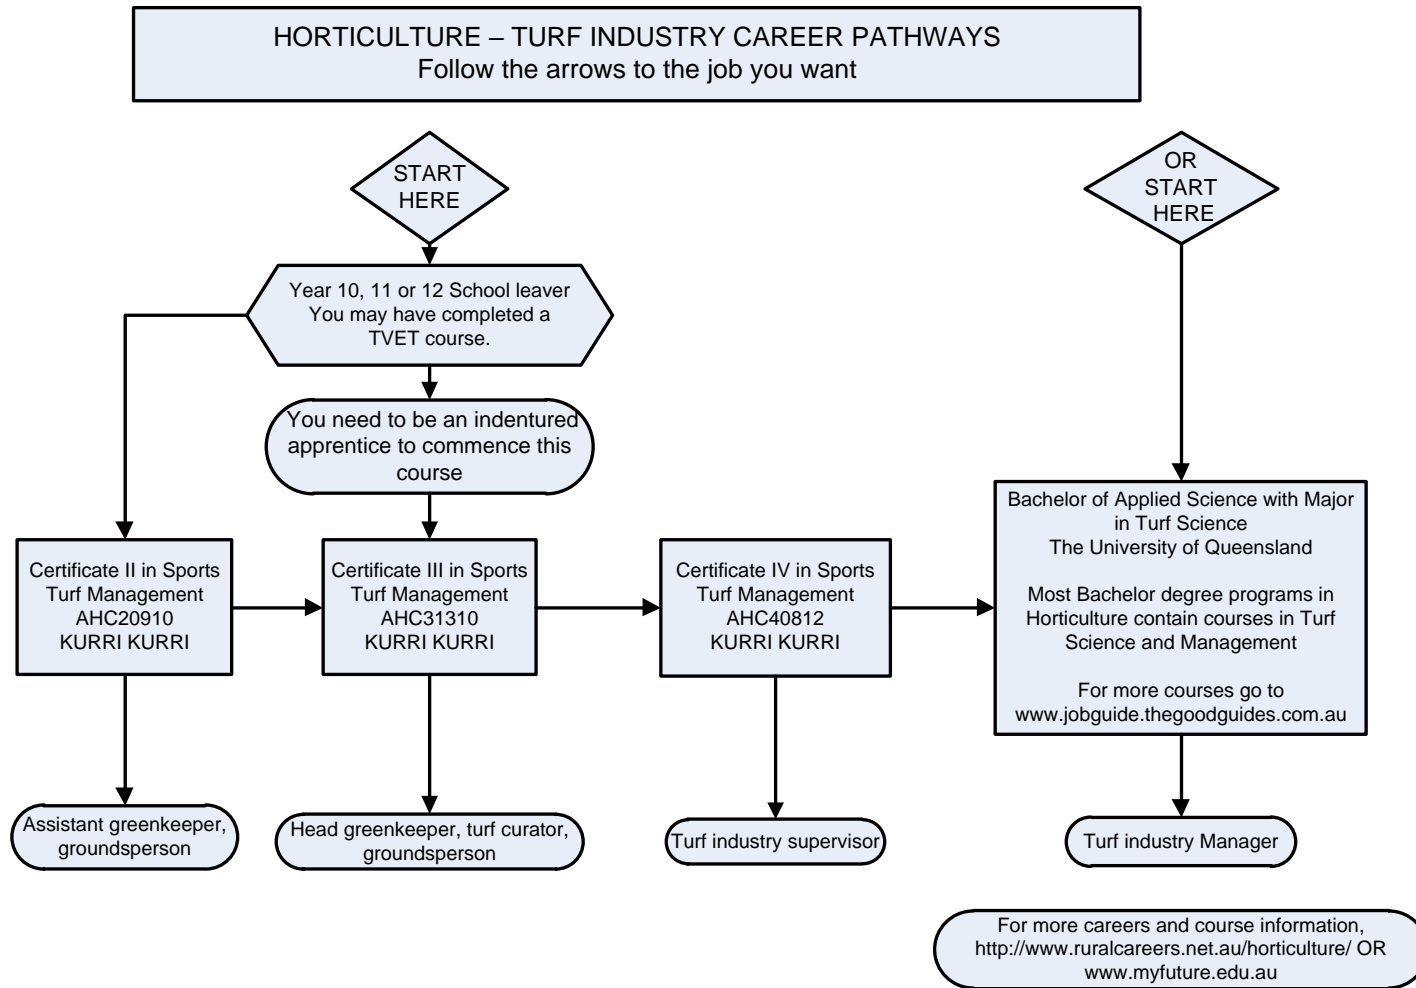 HORTICULTURE – TURF INDUSTRY CAREER PATHWAYS
Follow the arrows to the job you want
START
HERE
OR
START
HERE
Year 10, 11 or 12 School leaver
You may have completed a
TVET course.
You need to be an indentured
apprentice to commence this
course
Certificate II in Sports
Turf Management
AHC20910
KURRI KURRI
Certificate III in Sports
Turf Management
AHC31310
KURRI KURRI
Certificate IV in Sports
Turf Management
AHC40812
KURRI KURRI
Bachelor of Applied Science with Major
in Turf Science
The University of Queensland
Most Bachelor degree programs in
Horticulture contain courses in Turf
Science and Management
For more courses go to
www.jobguide.thegoodguides.com.au
Assistant greenkeeper,
groundsperson
Head greenkeeper, turf curator,
groundsperson
Turf industry supervisor
Turf industry Manager
For more careers and course information,
http://www.ruralcareers.net.au/horticulture/ OR
www.myfuture.edu.au